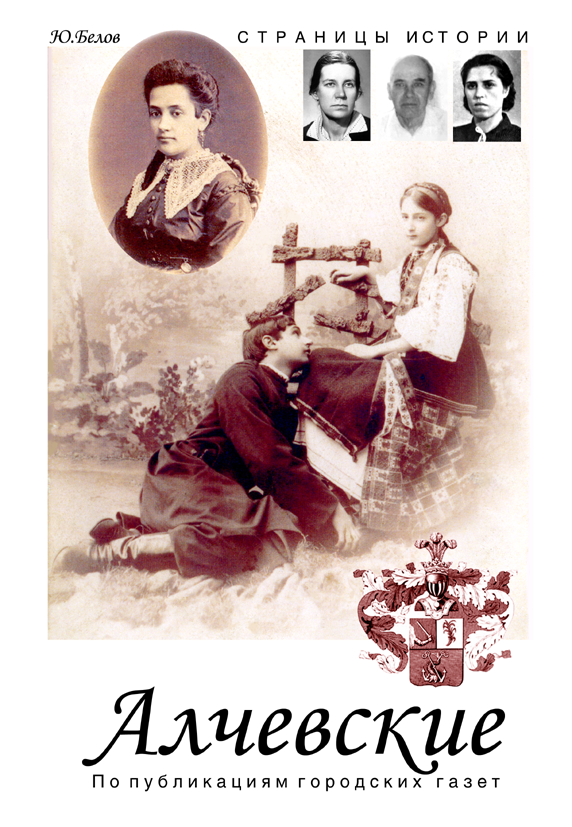 Ю.Белов
СТРАНИЦЫ ИСТОРИИ
Алчевские
По публикациям городских газет